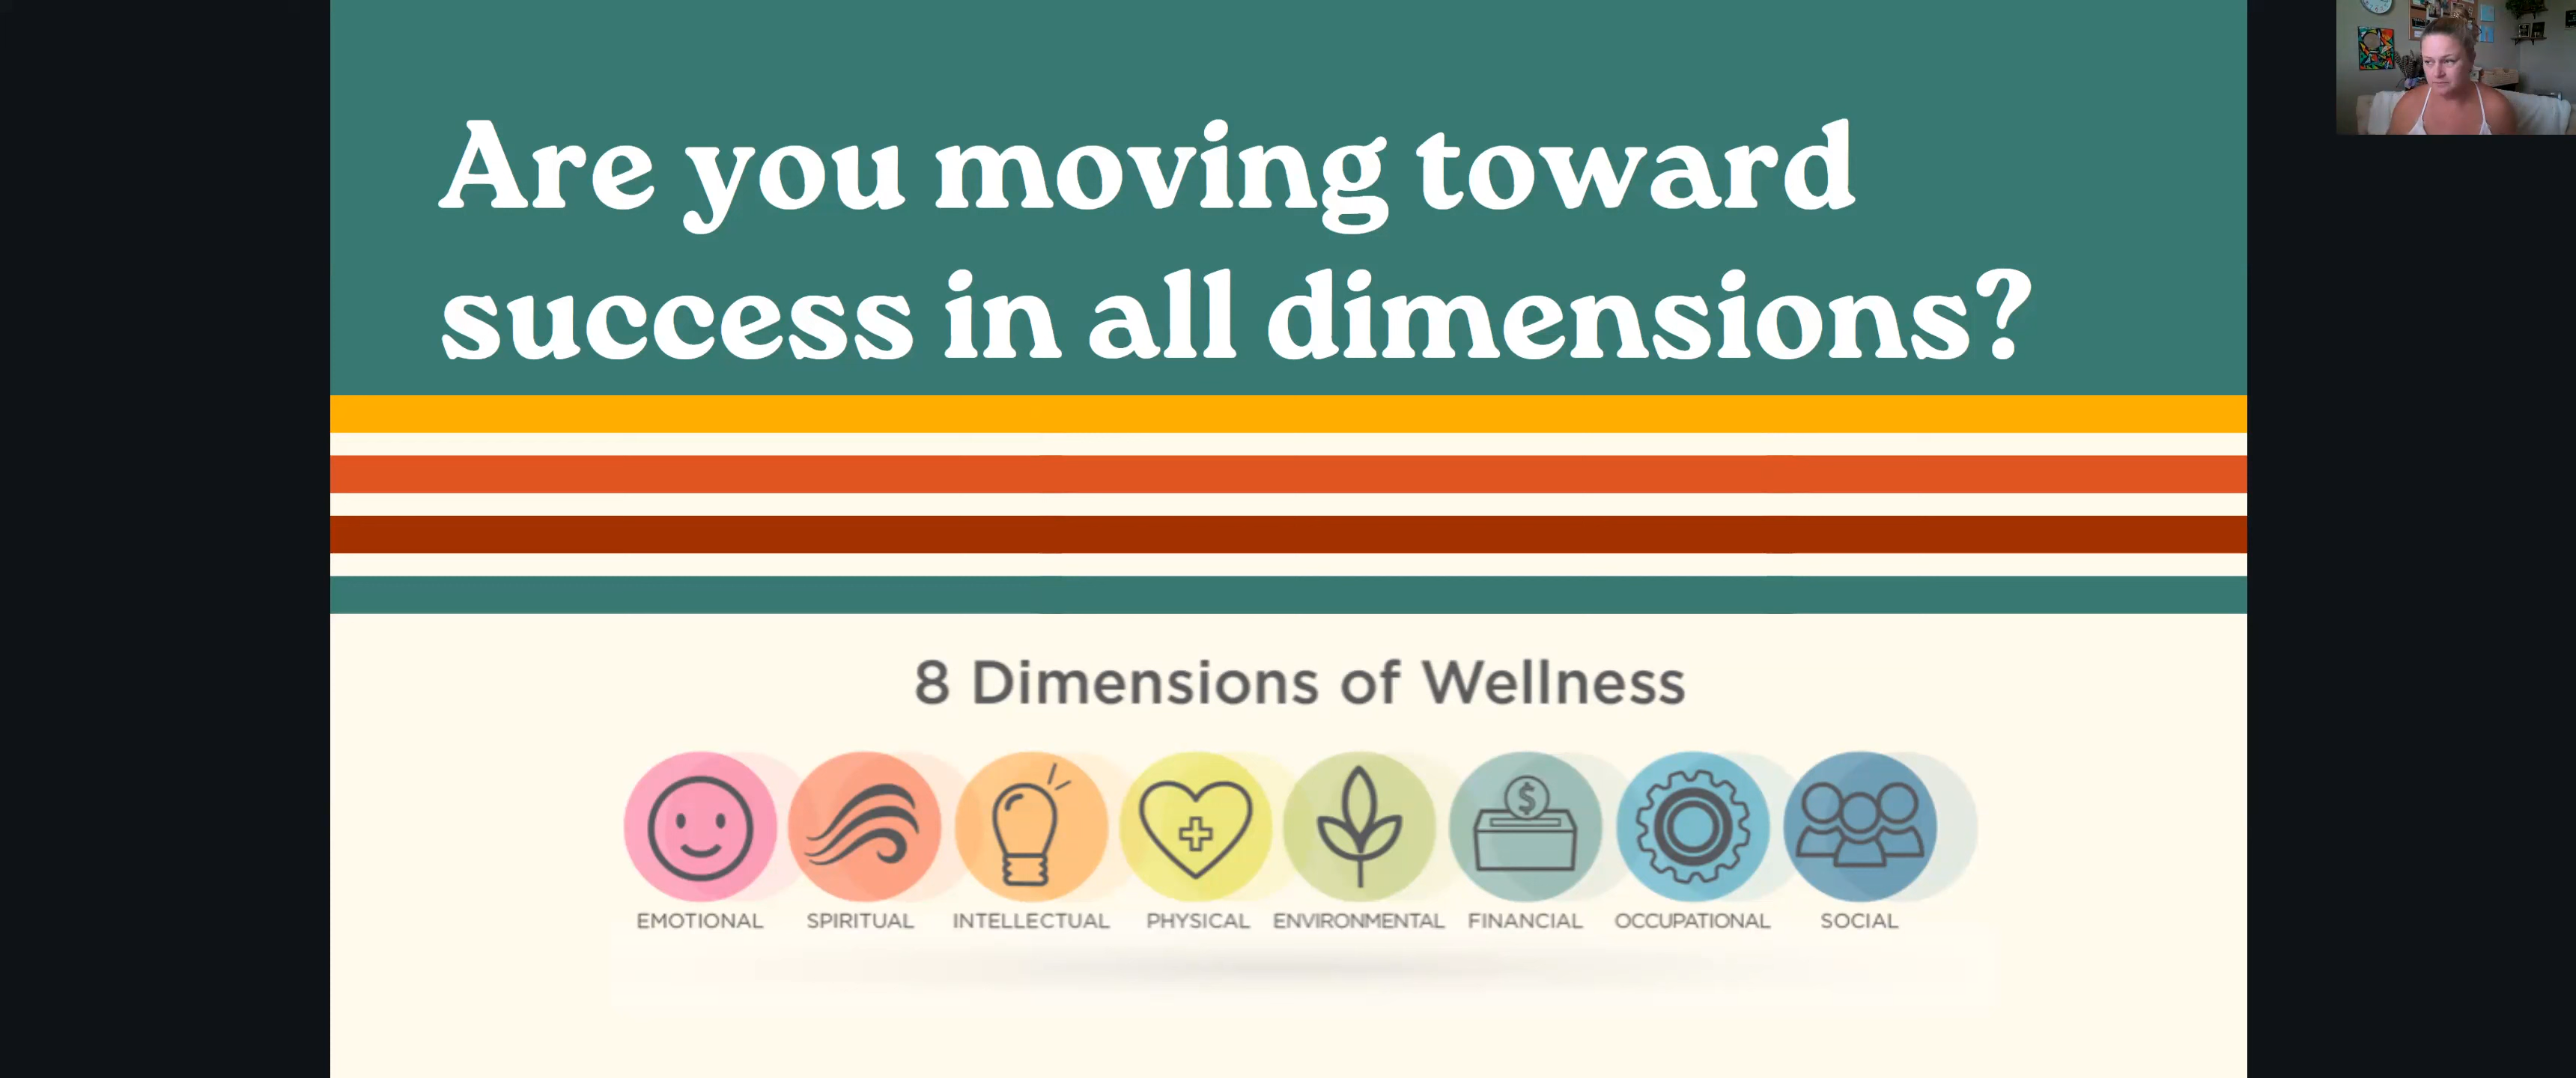 Are you moving toward
success in all dimensions?
8 Dimensions of Wellness
$
EMOTIONAL SPIRITUAL INTELLECTUAL PHYSICAL ENVIRONMENTAL FINANCIAL OCCUPATIONAL SOCIAL